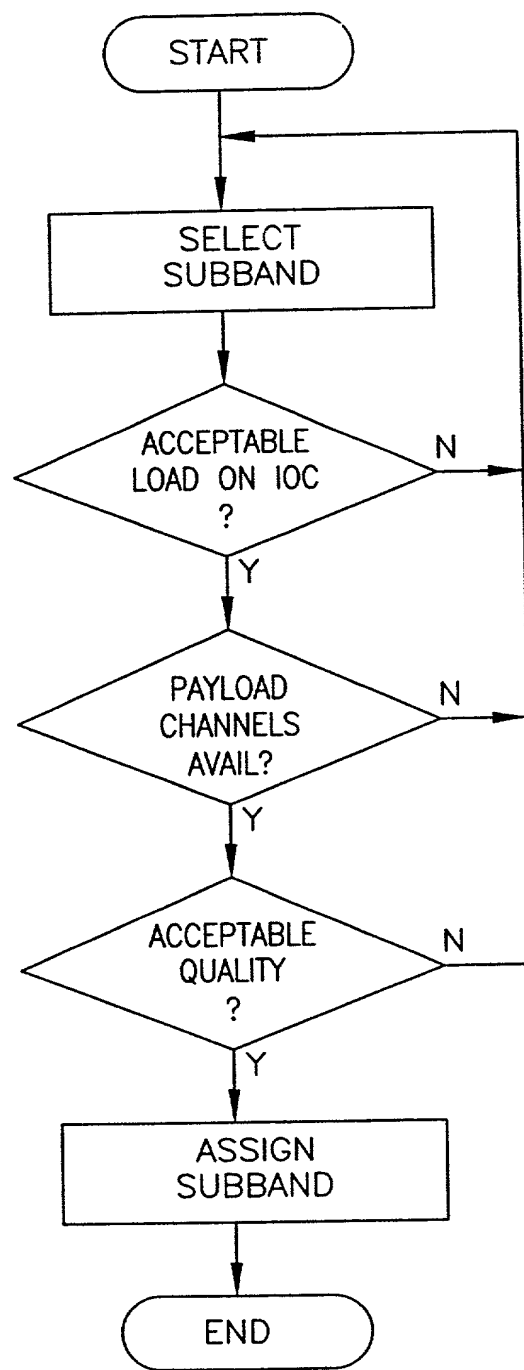 START
SELECT
SUBBAND
ACCEPTABLE
LOAD ON IOC
?
N
Y
PAYLOAD
CHANNELS
AVAIL?
N
Y
ACCEPTABLE
QUALITY
?
N
Y
ASSIGN
SUBBAND
END